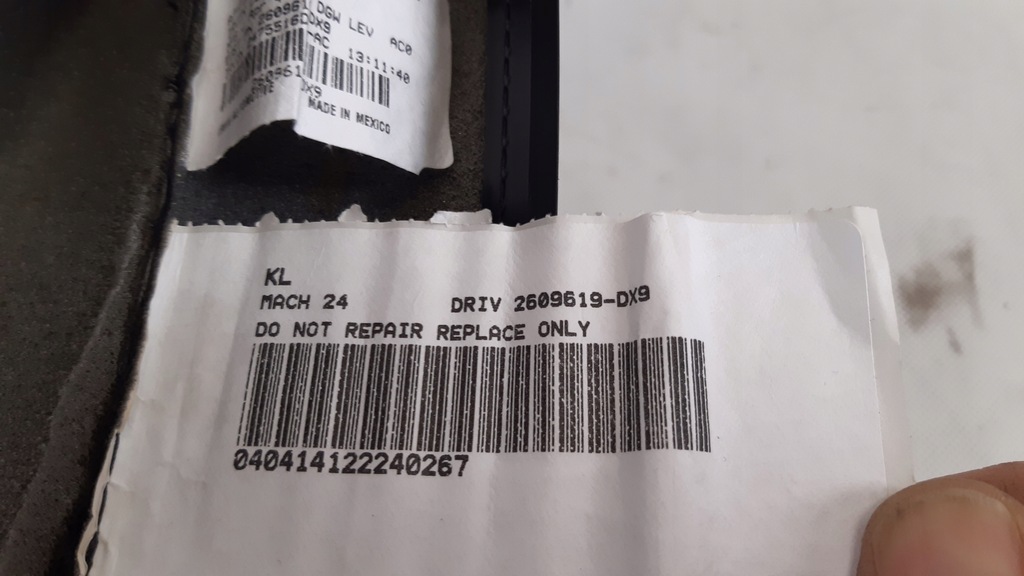 DGW LEV AC0
-AC 13:11:40
MADE IN MEXICO
KL
MACH 24 DRIV 2609619-DX9
DO NOT REPAIR REPLACE ONLY
040414122240267